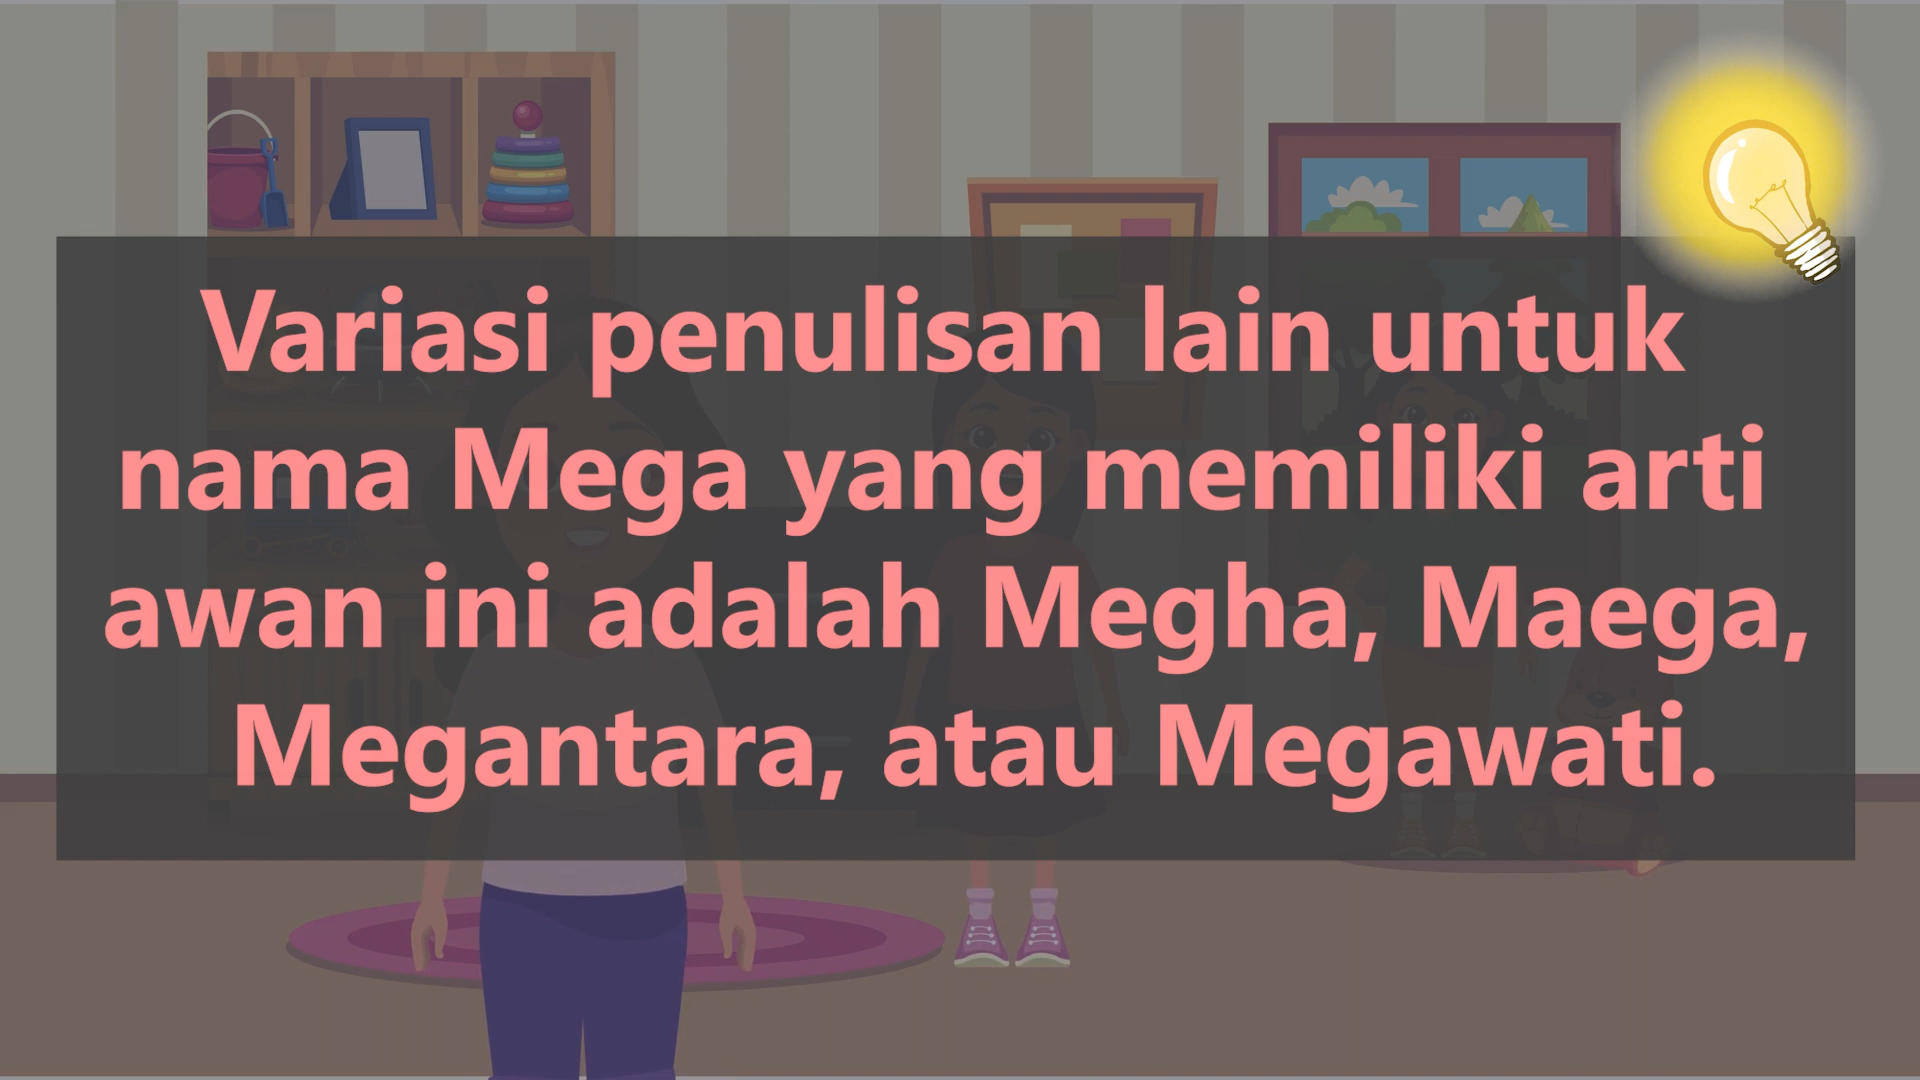 Variasi penulisan lain untuk
nama Mega yang memiliki arti
awan ini adalah Megha, Maega,
Megantara, atau Megawati.